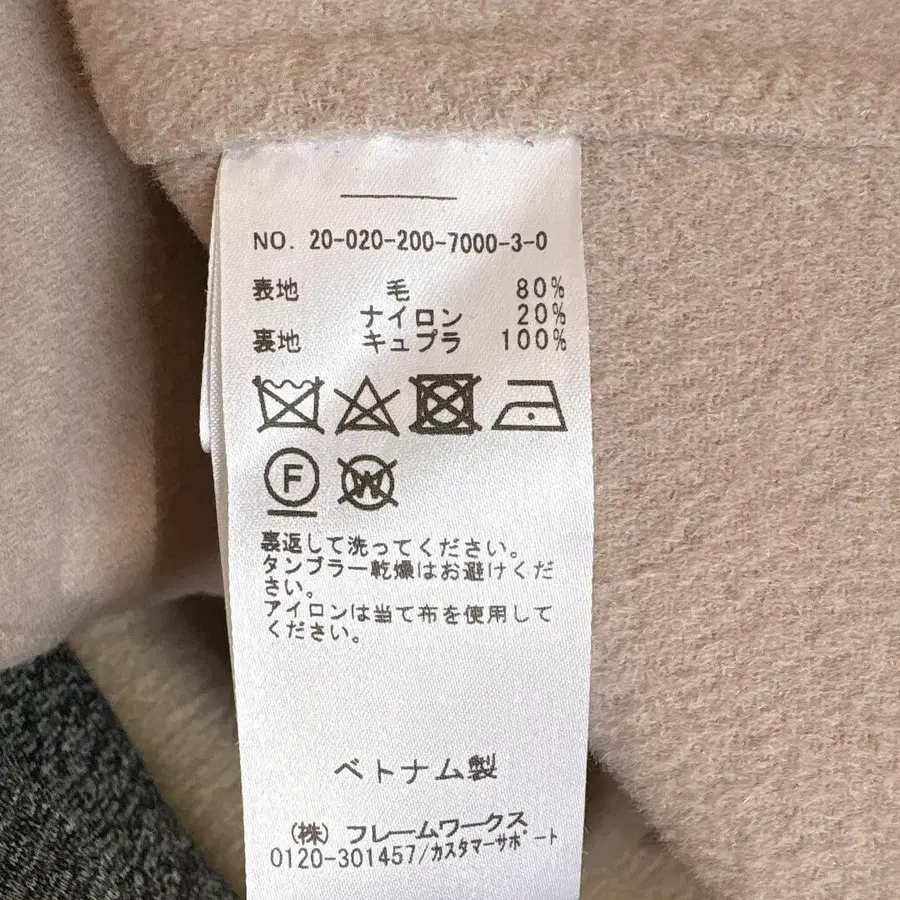 NO. 20-020-200-7000-3-0
表地 毛 80%
ナイロン 20%
裏地 キュプラ 100%
F W
裏返して洗ってください。
タンブラー乾燥はお避けくだ
さい。
アイロンは当て布を使用して
ください。
ベトナム製
(株) フレームワークス
0120-301457/カスタマーサポート